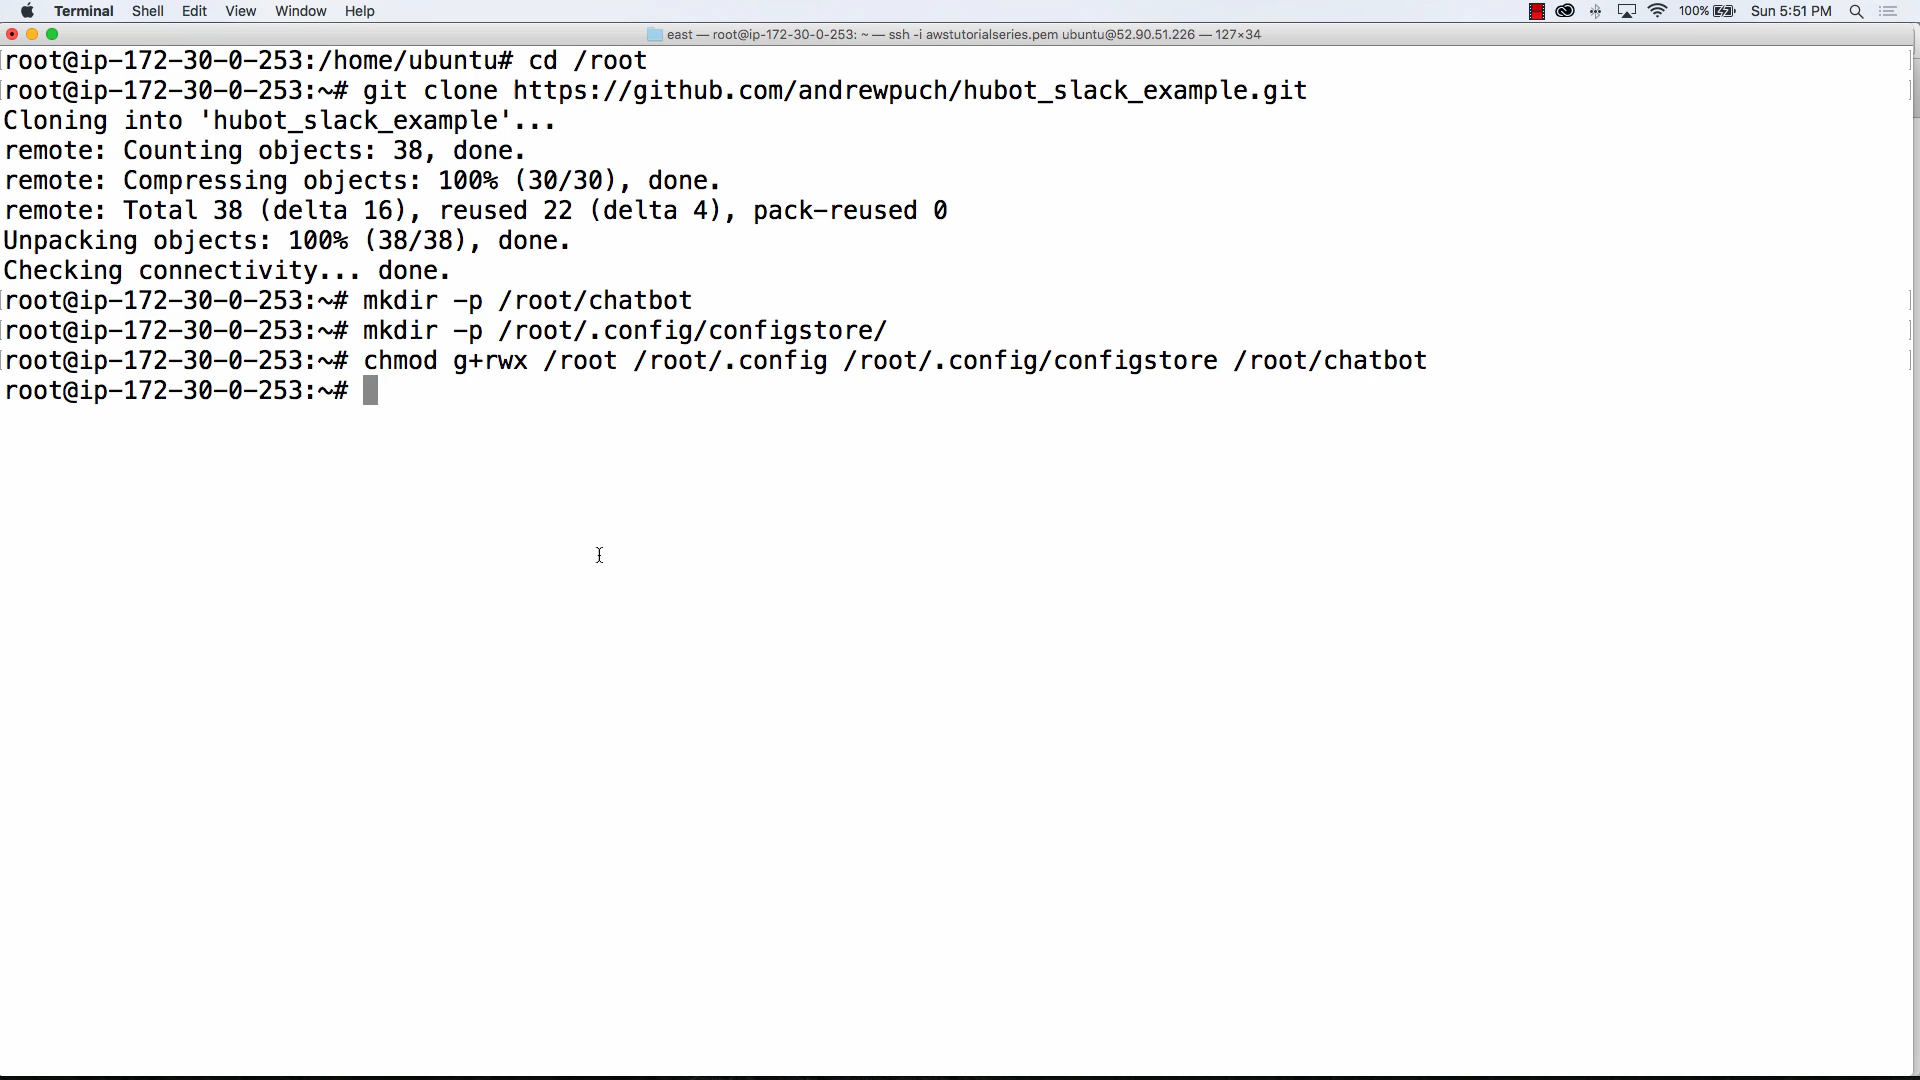 Terminal Shell Edit View Window Help 100% Sun 5:51 PM
east — root@ip-172-30-0-253: ~ — ssh -i awstutorialseries.pem ubuntu@52.90.51.226 — 127×34
root@ip-172-30-0-253:/home/ubuntu# cd /root
root@ip-172-30-0-253:~# git clone https://github.com/andrewpuch/hubot_slack_example.git
Cloning into 'hubot_slack_example'...
remote: Counting objects: 38, done.
remote: Compressing objects: 100% (30/30), done.
remote: Total 38 (delta 16), reused 22 (delta 4), pack-reused 0
Unpacking objects: 100% (38/38), done.
Checking connectivity... done.
root@ip-172-30-0-253:~# mkdir -p /root/chatbot
root@ip-172-30-0-253:~# mkdir -p /root/.config/configstore/
root@ip-172-30-0-253:~# chmod g+rwx /root /root/.config /root/.config/configstore /root/chatbot
root@ip-172-30-0-253:~#